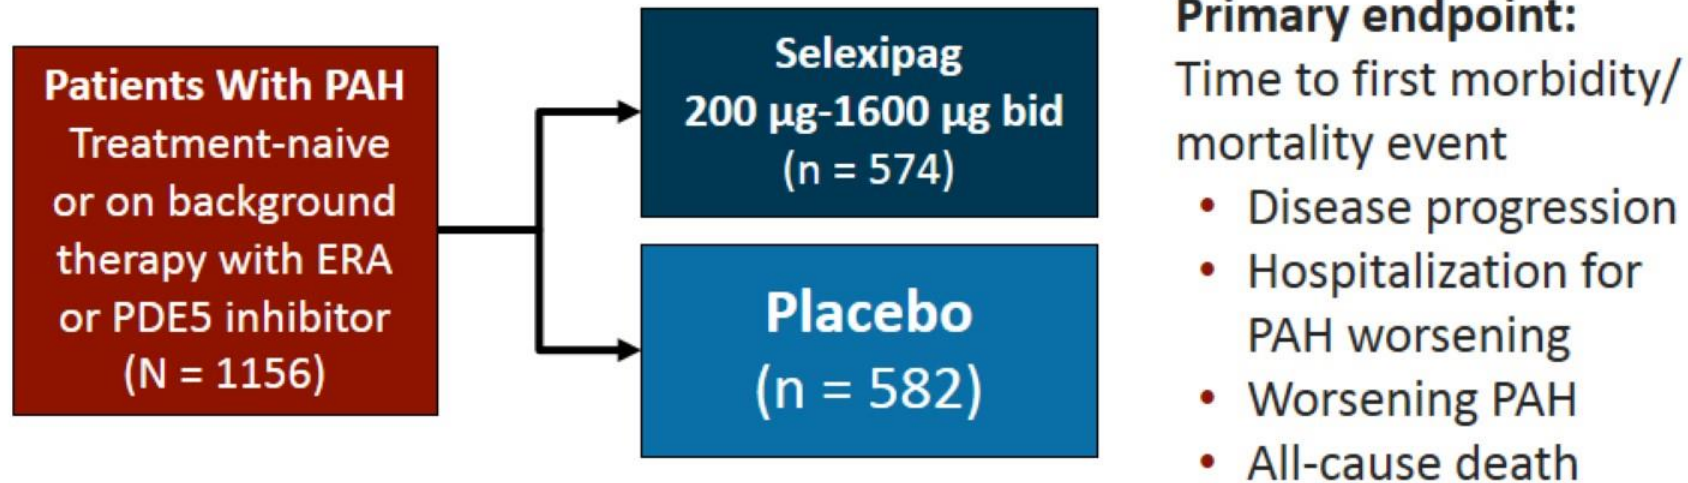 Patients With PAH
Treatment-naive
or on background
therapy with ERA
or PDE5 inhibitor
(N = 1156)
Selexipag
200 µg-1600 µg bid
(n = 574)
Placebo
(n = 582)
Primary endpoint:
Time to first morbidity/
mortality event
• Disease progression
• Hospitalization for
PAH worsening
• Worsening PAH
• All-cause death